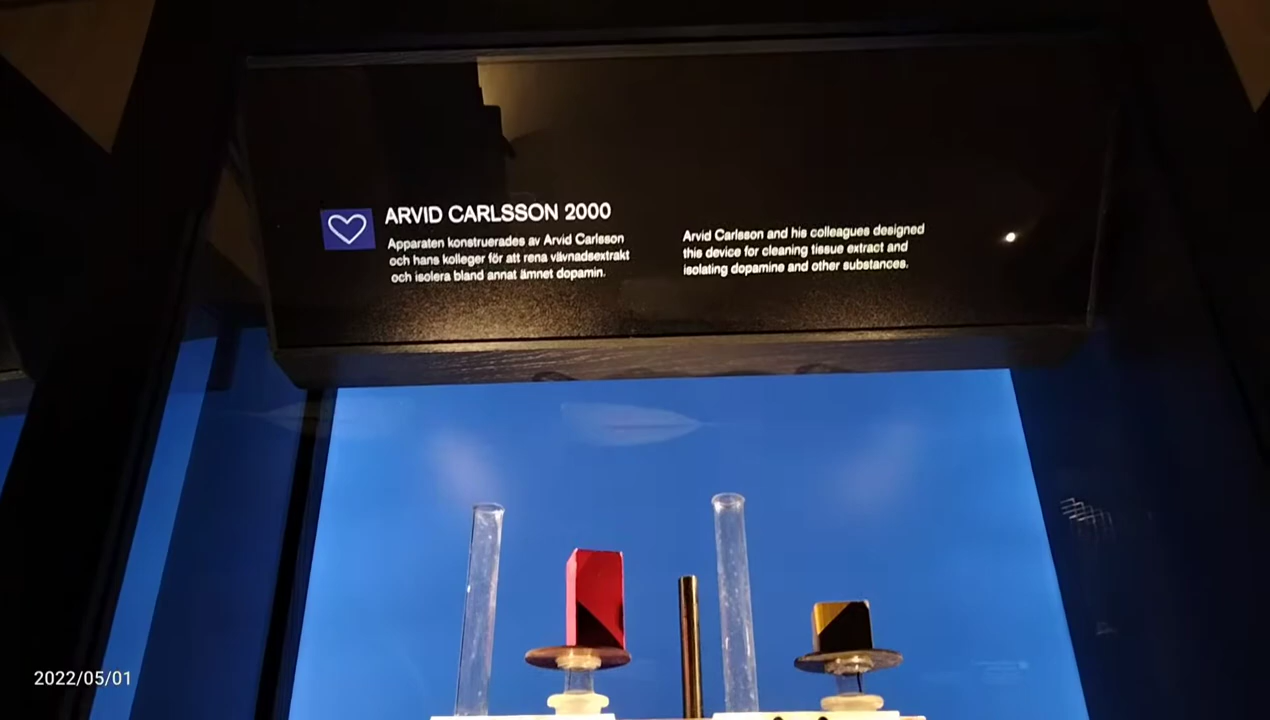 ARVID CARLSSON 2000
Apparaten konstruerades av Arvid Carlsson
och hans kolleger för att rena vävnadsextrakt
och isolera bland annat ämnet dopamin.
Arvid Carlsson and his colleagues designed
this device for cleaning tissue extract and
isolating dopamine and other substances.
2022/05/01